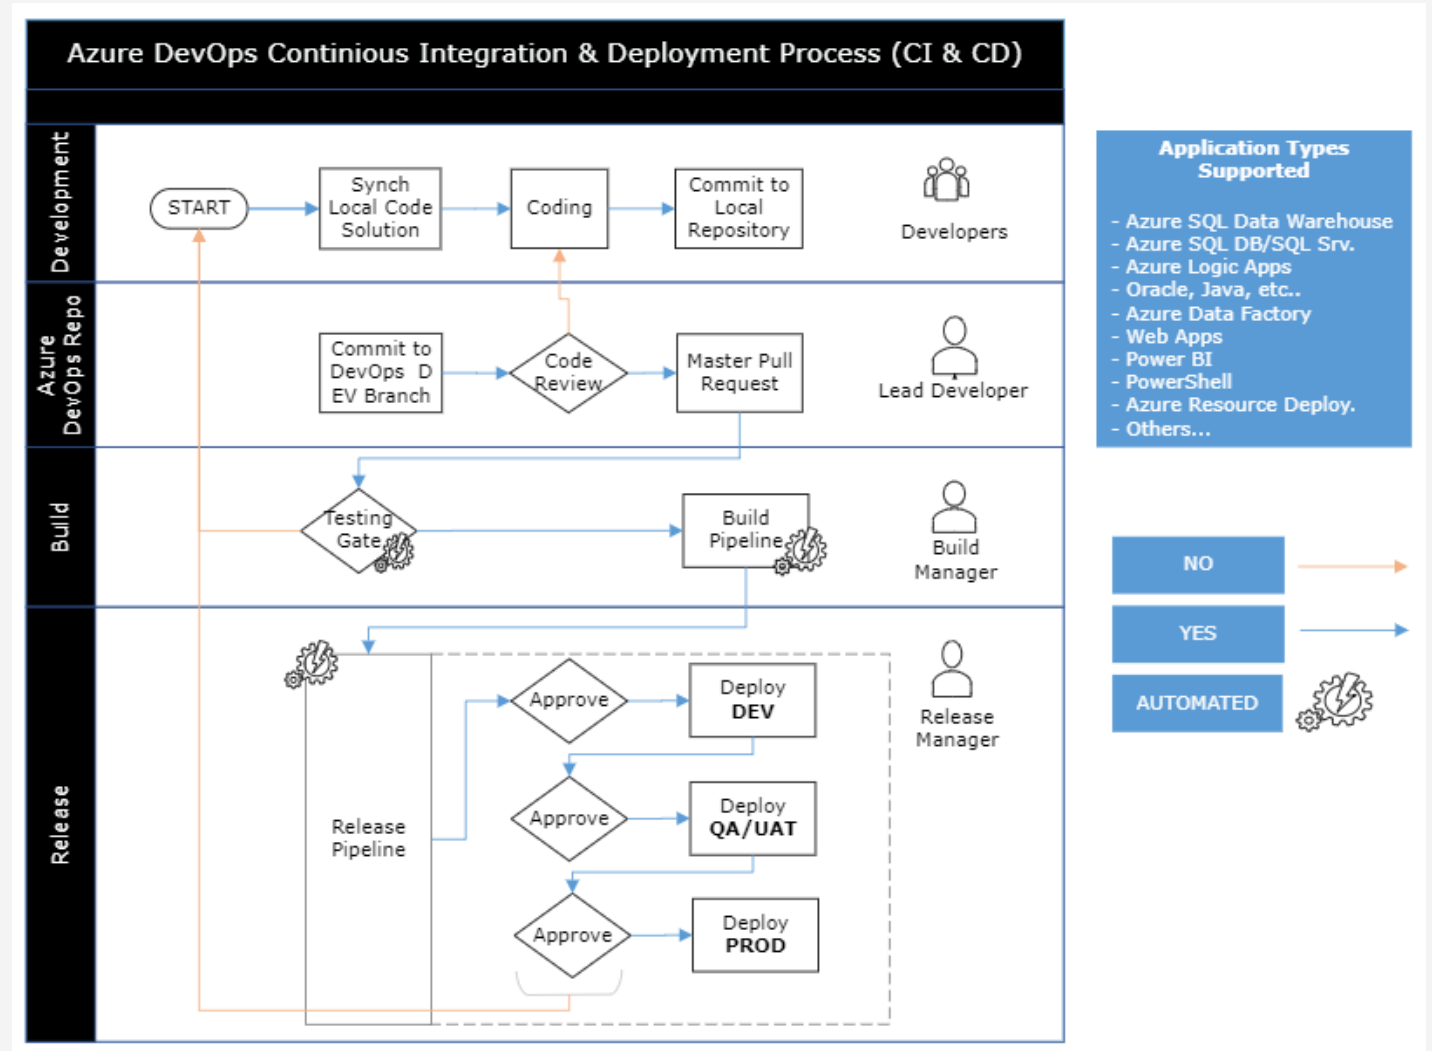 Azure DevOps Continious Integration & Deployment Process (CI & CD)
Development
START
Synch
Local Code
Solution
Coding
Commit to
Local
Repository
Developers
Azure
DevOps Repo
Commit to
DevOps D
EV Branch
Code
Review
Master Pull
Request
Lead Developer
Build
Testing
Gate
Build
Pipeline
Build
Manager
Release
Release
Pipeline
Approve
Deploy
DEV
Approve
Deploy
QA/UAT
Approve
Deploy
PROD
Release
Manager
Application Types
Supported
- Azure SQL Data Warehouse
- Azure SQL DB/SQL Srv.
- Azure Logic Apps
- Oracle, Java, etc..
- Azure Data Factory
- Web Apps
- Power BI
- PowerShell
- Azure Resource Deploy.
- Others...
NO
YES
AUTOMATED